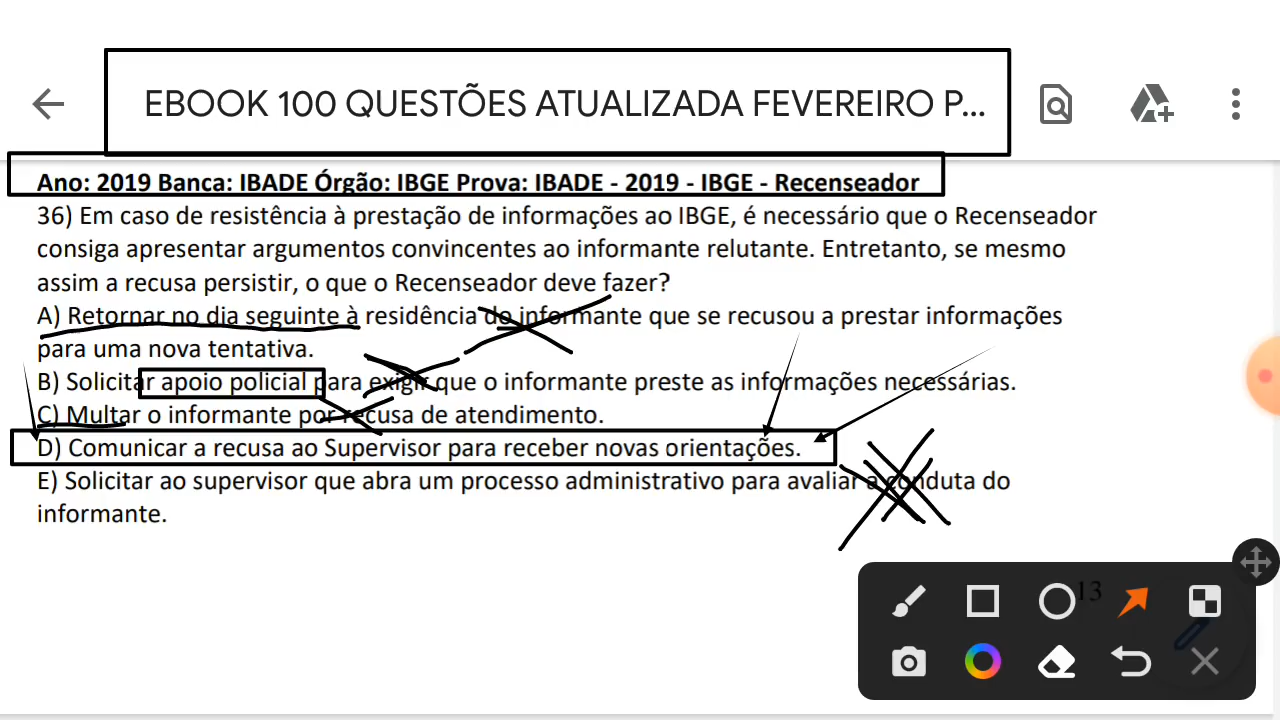 EBOOK 100 QUESTÕES ATUALIZADA FEVEREIRO P...
Ano: 2019 Banca: IBADE Órgão: IBGE Prova: IBADE - 2019 - IBGE - Recenseador
36) Em caso de resistência à prestação de informações ao IBGE, é necessário que o Recenseador
consiga apresentar argumentos convincentes ao informante relutante. Entretanto, se mesmo
assim a recusa persistir, o que o Recenseador deve fazer?
A) Retornar no dia seguinte à residência do informante que se recusou a prestar informações
para uma nova tentativa.
B) Solicitar apoio policial para exigir que o informante preste as informações necessárias.
C) Multar o informante por recusa de atendimento.
D) Comunicar a recusa ao Supervisor para receber novas orientações.
E) Solicitar ao supervisor que abra um processo administrativo para avaliar a conduta do
informante.
13